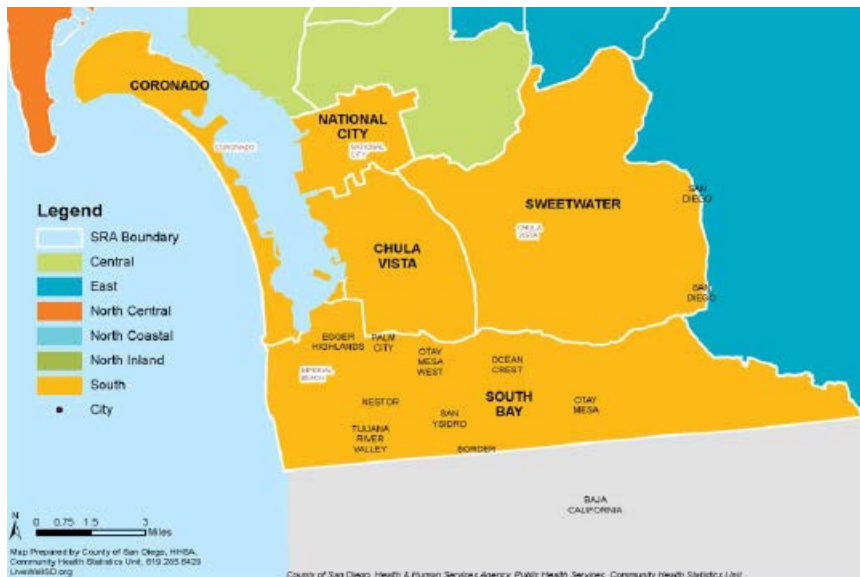 CORONADO
NATIONAL
CITY
CORONADO
NATIONAL
CITY
SAN
DIEGO
SWEETWATER
CHULA
VISTA
CHULA
VISTA
SAN
DIEGO
Legend
SRA Boundary
Central
East
North Central
North Coastal
North Inland
South
City
EGGER
HIGHLANDS
PALM
CITY
OTAY
MESA
WEST
OCEAN
CREST
IMPERIAL
BEACH
NESTOR
SOUTH
BAY
OTAY
MESA
SAN
YSIDRO
TIJUANA
RIVER
VALLEY
BORDER
BAJA
CALIFORNIA
N
0 0.75 1.5 3
Miles
Map Prepared by County of San Diego, HHSA,
Community Health Statistics Unit, 619.285.6429
LiveWellSD.org
County of San Diego, Health & Human Services Agency, Public Health Services, Community Health Statistics Unit